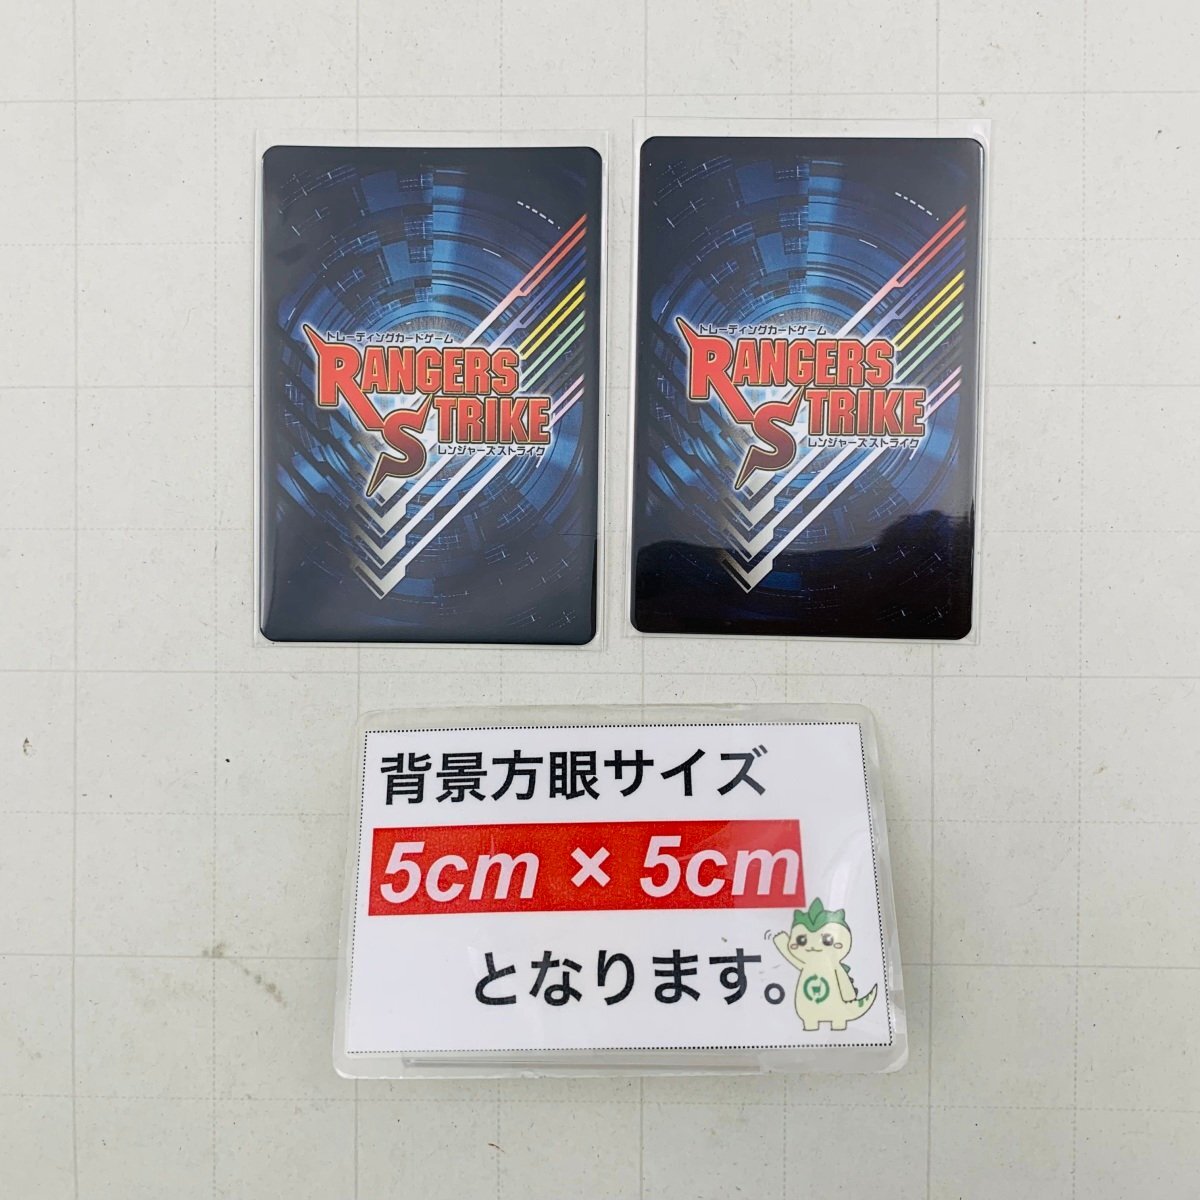 トレーディングカードゲーム
RANGERS
STRIKE
レンジャーズストライク
トレーディングカードゲーム
RANGERS
STRIKE
レンジャーズストライク
背景方眼サイズ
5cm × 5cm
となります。